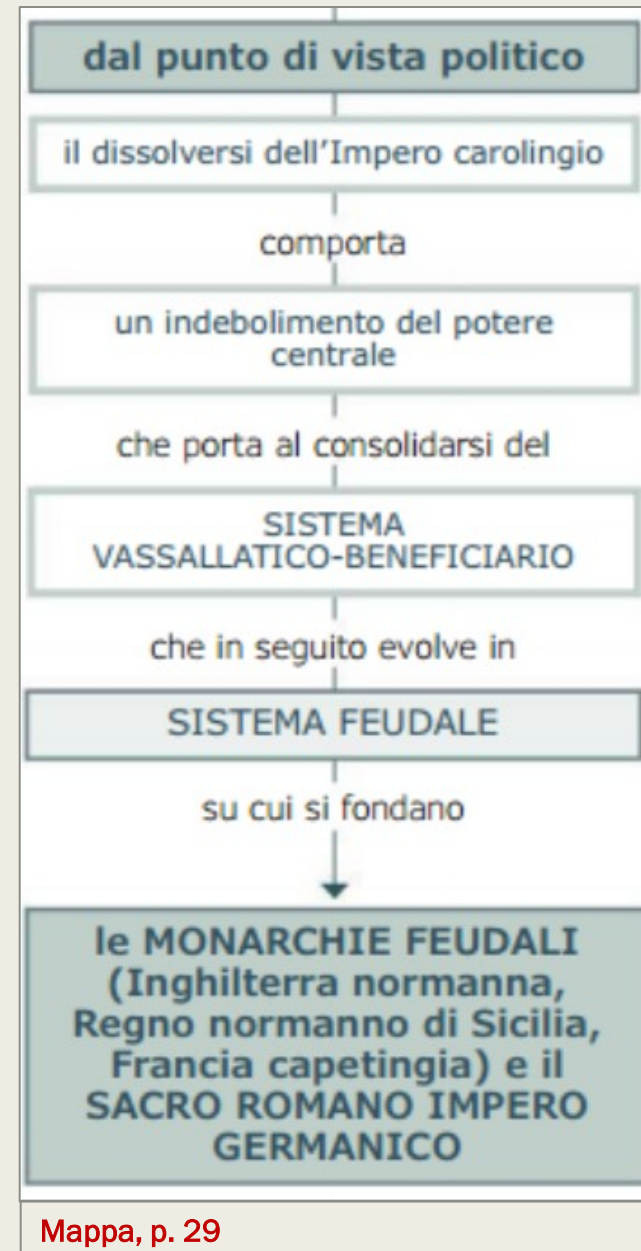 dal punto di vista politico
il dissolversi dell'Impero carolingio
comporta
un indebolimento del potere
centrale
che porta al consolidarsi del
SISTEMA
VASSALLATICO-BENEFICIARIO
che in seguito evolve in
SISTEMA FEUDALE
su cui si fondano
le MONARCHIE FEUDALI
(Inghilterra normanna,
Regno normanno di Sicilia,
Francia capetingia) e il
SACRO ROMANO IMPERO
GERMANICO
Mappa, p. 29